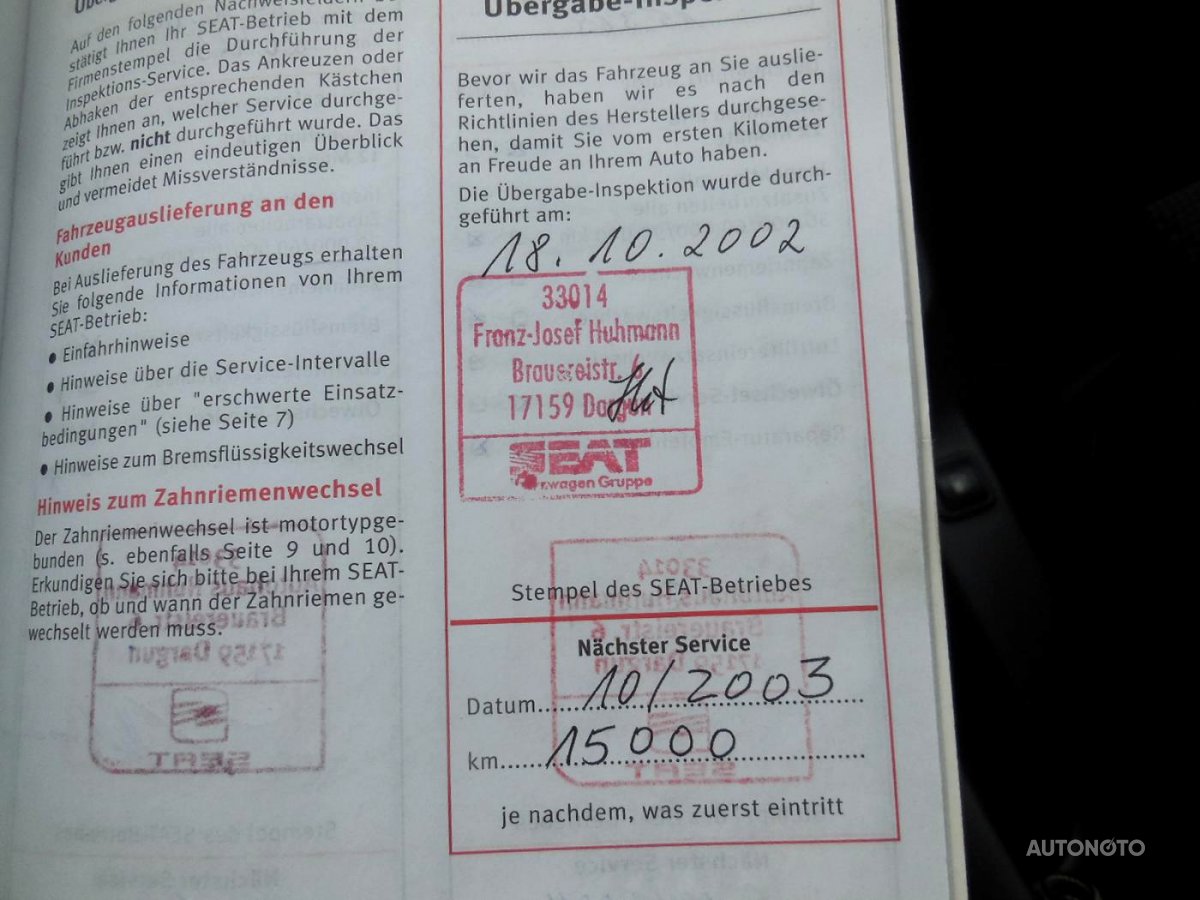 Auf den folgenden Nachweisfeldern
stätigt Ihnen Ihr SEAT-Betrieb mit dem
Firmenstempel die Durchführung der
Inspektions-Service. Das Ankreuzen oder
Abhaken der entsprechenden Kästchen
zeigt Ihnen an, welcher Service durchge-
führt bzw. nicht durchgeführt wurde. Das
gibt Ihnen einen eindeutigen Überblick
und vermeidet Missverständnisse.
Fahrzeugauslieferung an den
Kunden
Bei Auslieferung des Fahrzeugs erhalten
Sie folgende Informationen von Ihrem
SEAT-Betrieb:
• Einfahrhinweise
• Hinweise über die Service-Intervalle
• Hinweise über "erschwerte Einsatz-
bedingungen" (siehe Seite 7)
• Hinweise zum Bremsflüssigkeitswechsel
Hinweis zum Zahnriemenwechsel
Der Zahnriemenwechsel ist motortypge-
bunden (s. ebenfalls Seite 9 und 10).
Erkundigen Sie sich bitte bei Ihrem SEAT-
Betrieb, ob und wann der Zahnriemen ge-
wechselt werden muss.
Übergabe-Inspe
Bevor wir das Fahrzeug an Sie auslie-
ferten, haben wir es nach den
Richtlinien des Herstellers durchgese-
hen, damit Sie vom ersten Kilometer
an Freude an Ihrem Auto haben.
Die Übergabe-Inspektion wurde durch-
geführt am:
18. 10. 2002
33014
Franz-Josef Huhmann
Brauereistr. 6
17159 Dargun
SEAT
Gruppe
Stempel des SEAT-Betriebes
Nächster Service
Datum 10/2003
km 15000
je nachdem, was zuerst eintritt
AUTONOTO